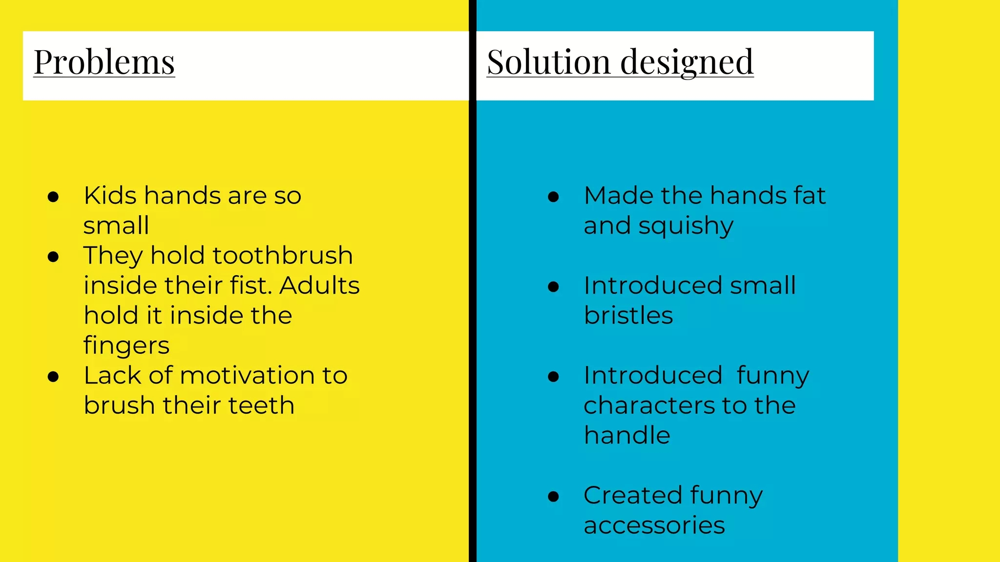 Problems
● Kids hands are so
small
● They hold toothbrush
inside their fist. Adults
hold it inside the
fingers
● Lack of motivation to
brush their teeth
Solution designed
● Made the hands fat
and squishy
● Introduced small
bristles
● Introduced  funny
characters to the
handle
● Created funny
accessories